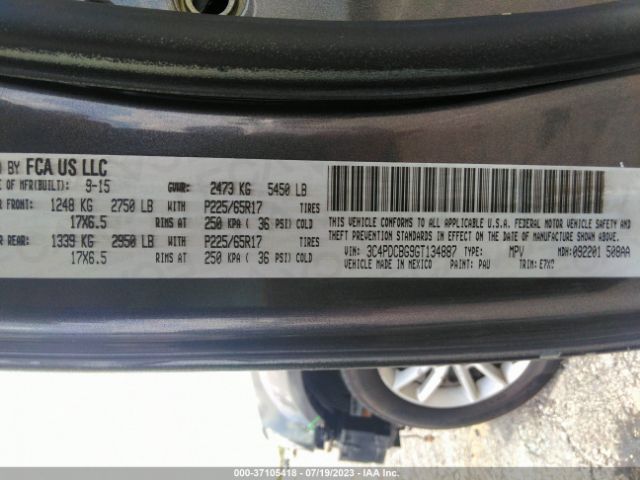 D BY FCA US LLC
E OF MFR(BUILT): 9-15 GVWR: 2473 KG 5450 LB
R FRONT: 1248 KG 2750 LB WITH P225/65R17 TIRES
17X6.5 RIMS AT 250 KPA ( 36 PSI) COLD
R REAR: 1339 KG 2950 LB WITH P225/65R17 TIRES
17X6.5 RIMS AT 250 KPA ( 36 PSI) COLD
THIS VEHICLE CONFORMS TO ALL APPLICABLE U.S.A. FEDERAL MOTOR VEHICLE SAFETY, BUMPER, AND THEFT PREVENTION STANDARDS IN EFFECT ON THE DATE OF MANUFACTURE SHOWN ABOVE.
VIN: 3C4PDCBG9GT134887 TYPE: MPV MDH: 092201 508AA
VEHICLE MADE IN MEXICO PAINT: PAU TRIM:
000-37105418 - 07/19/2023 - IAA Inc.